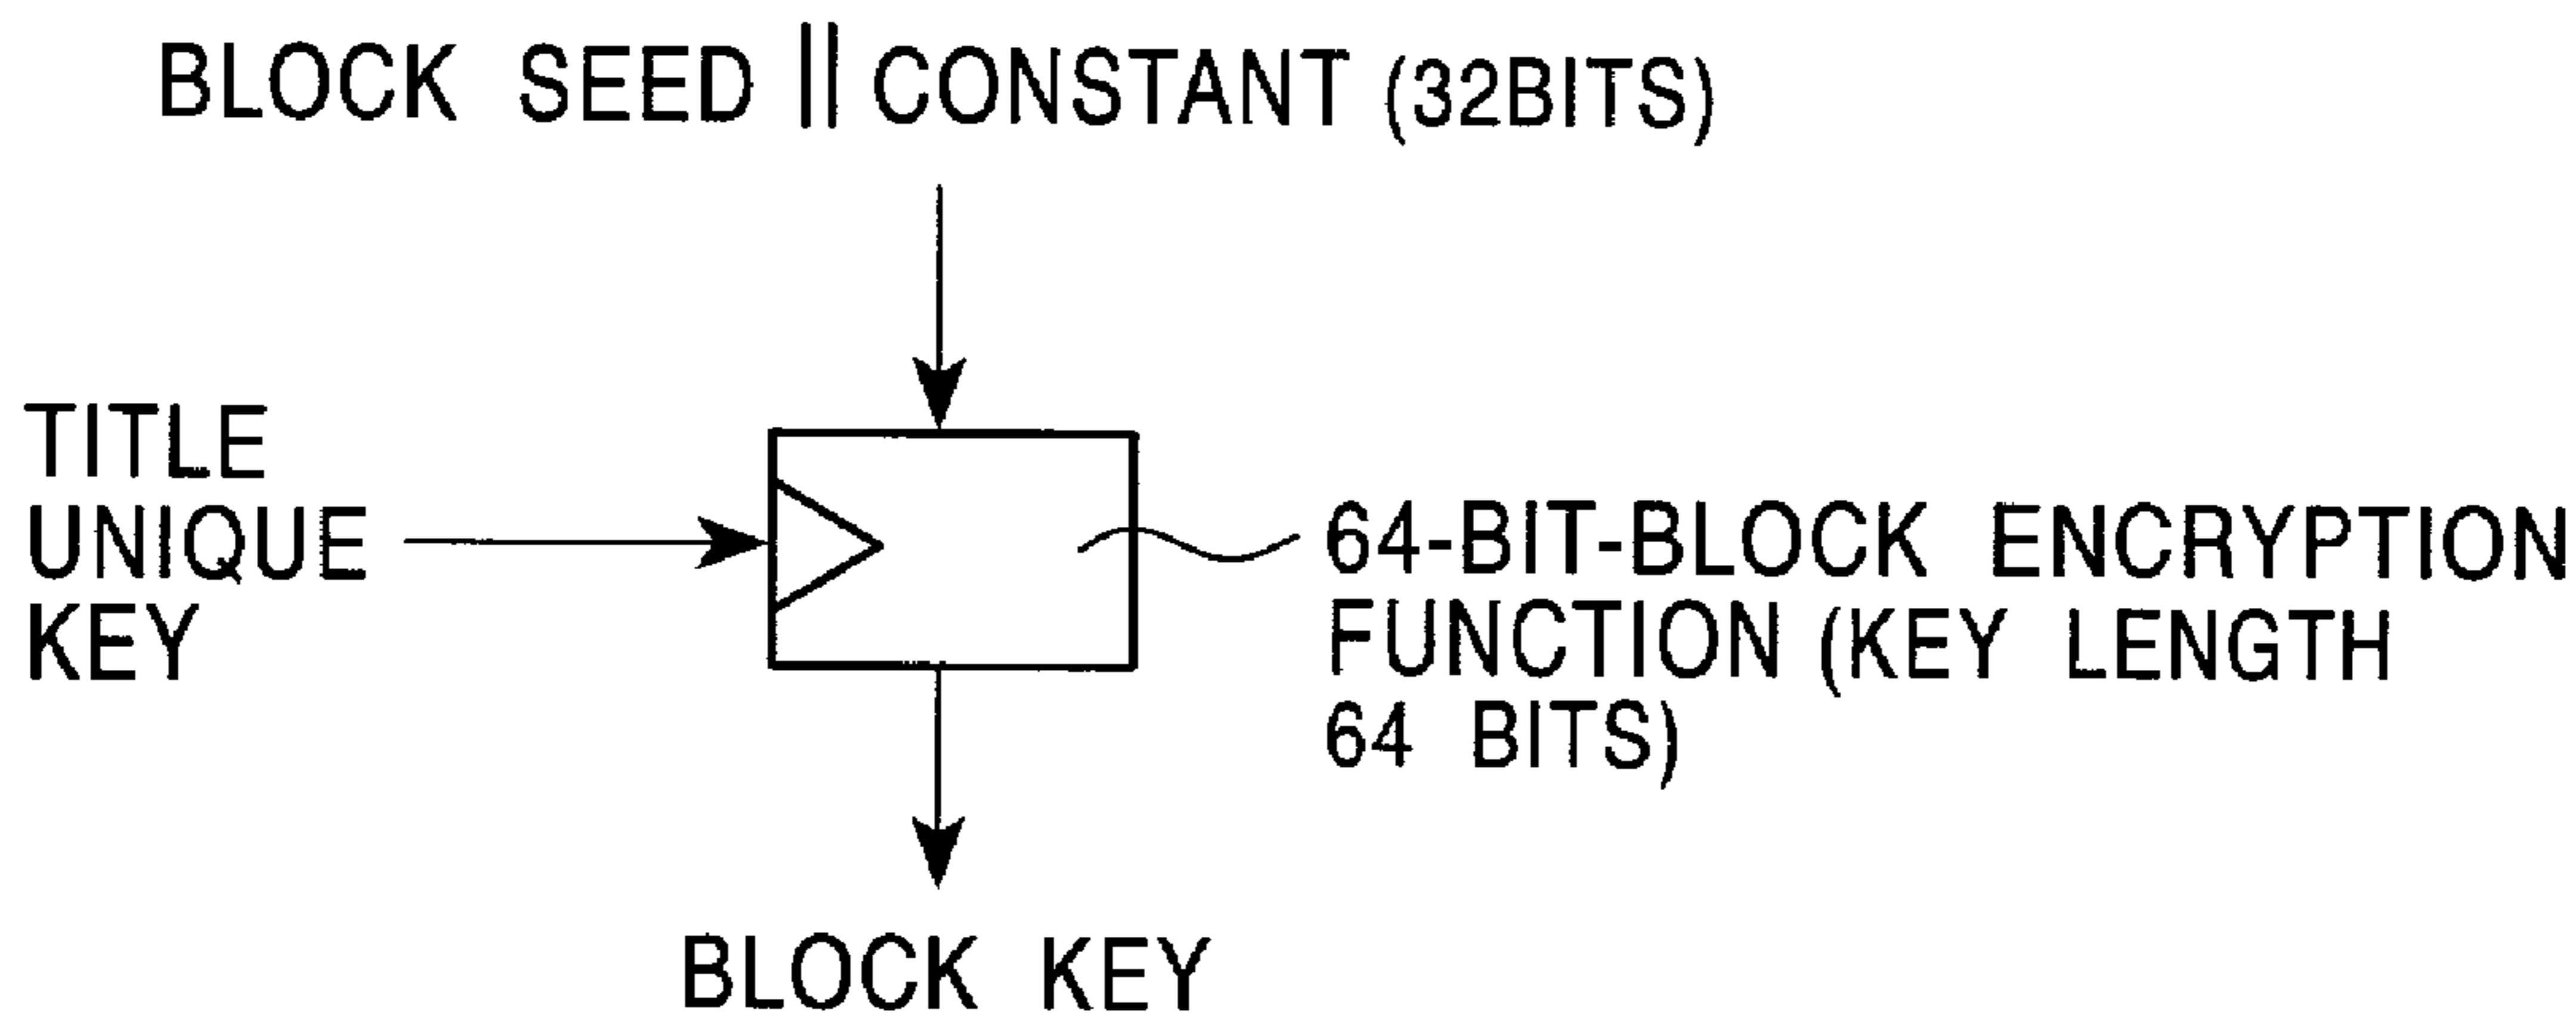 BLOCK SEED || CONSTANT (32BITS)
TITLE
UNIQUE
KEY
64-BIT-BLOCK ENCRYPTION
FUNCTION (KEY LENGTH
64 BITS)
BLOCK KEY